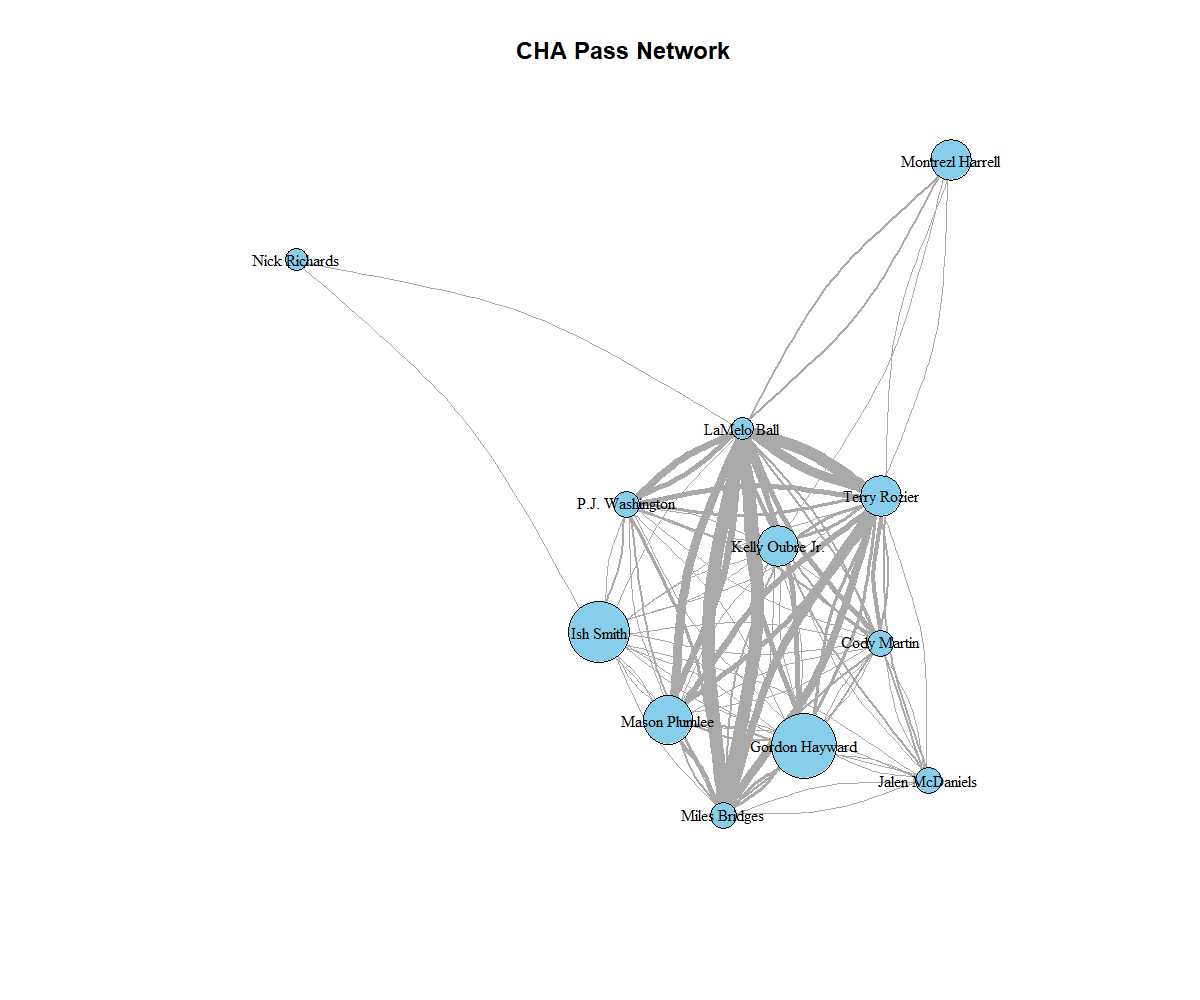 CHA Pass Network
Montrezl Harrell
Nick Richards
LaMelo Ball
Terry Rozier
P.J. Washington
Kelly Oubre Jr.
Ish Smith
Cody Martin
Mason Plumlee
Gordon Hayward
Jalen McDaniels
Miles Bridges